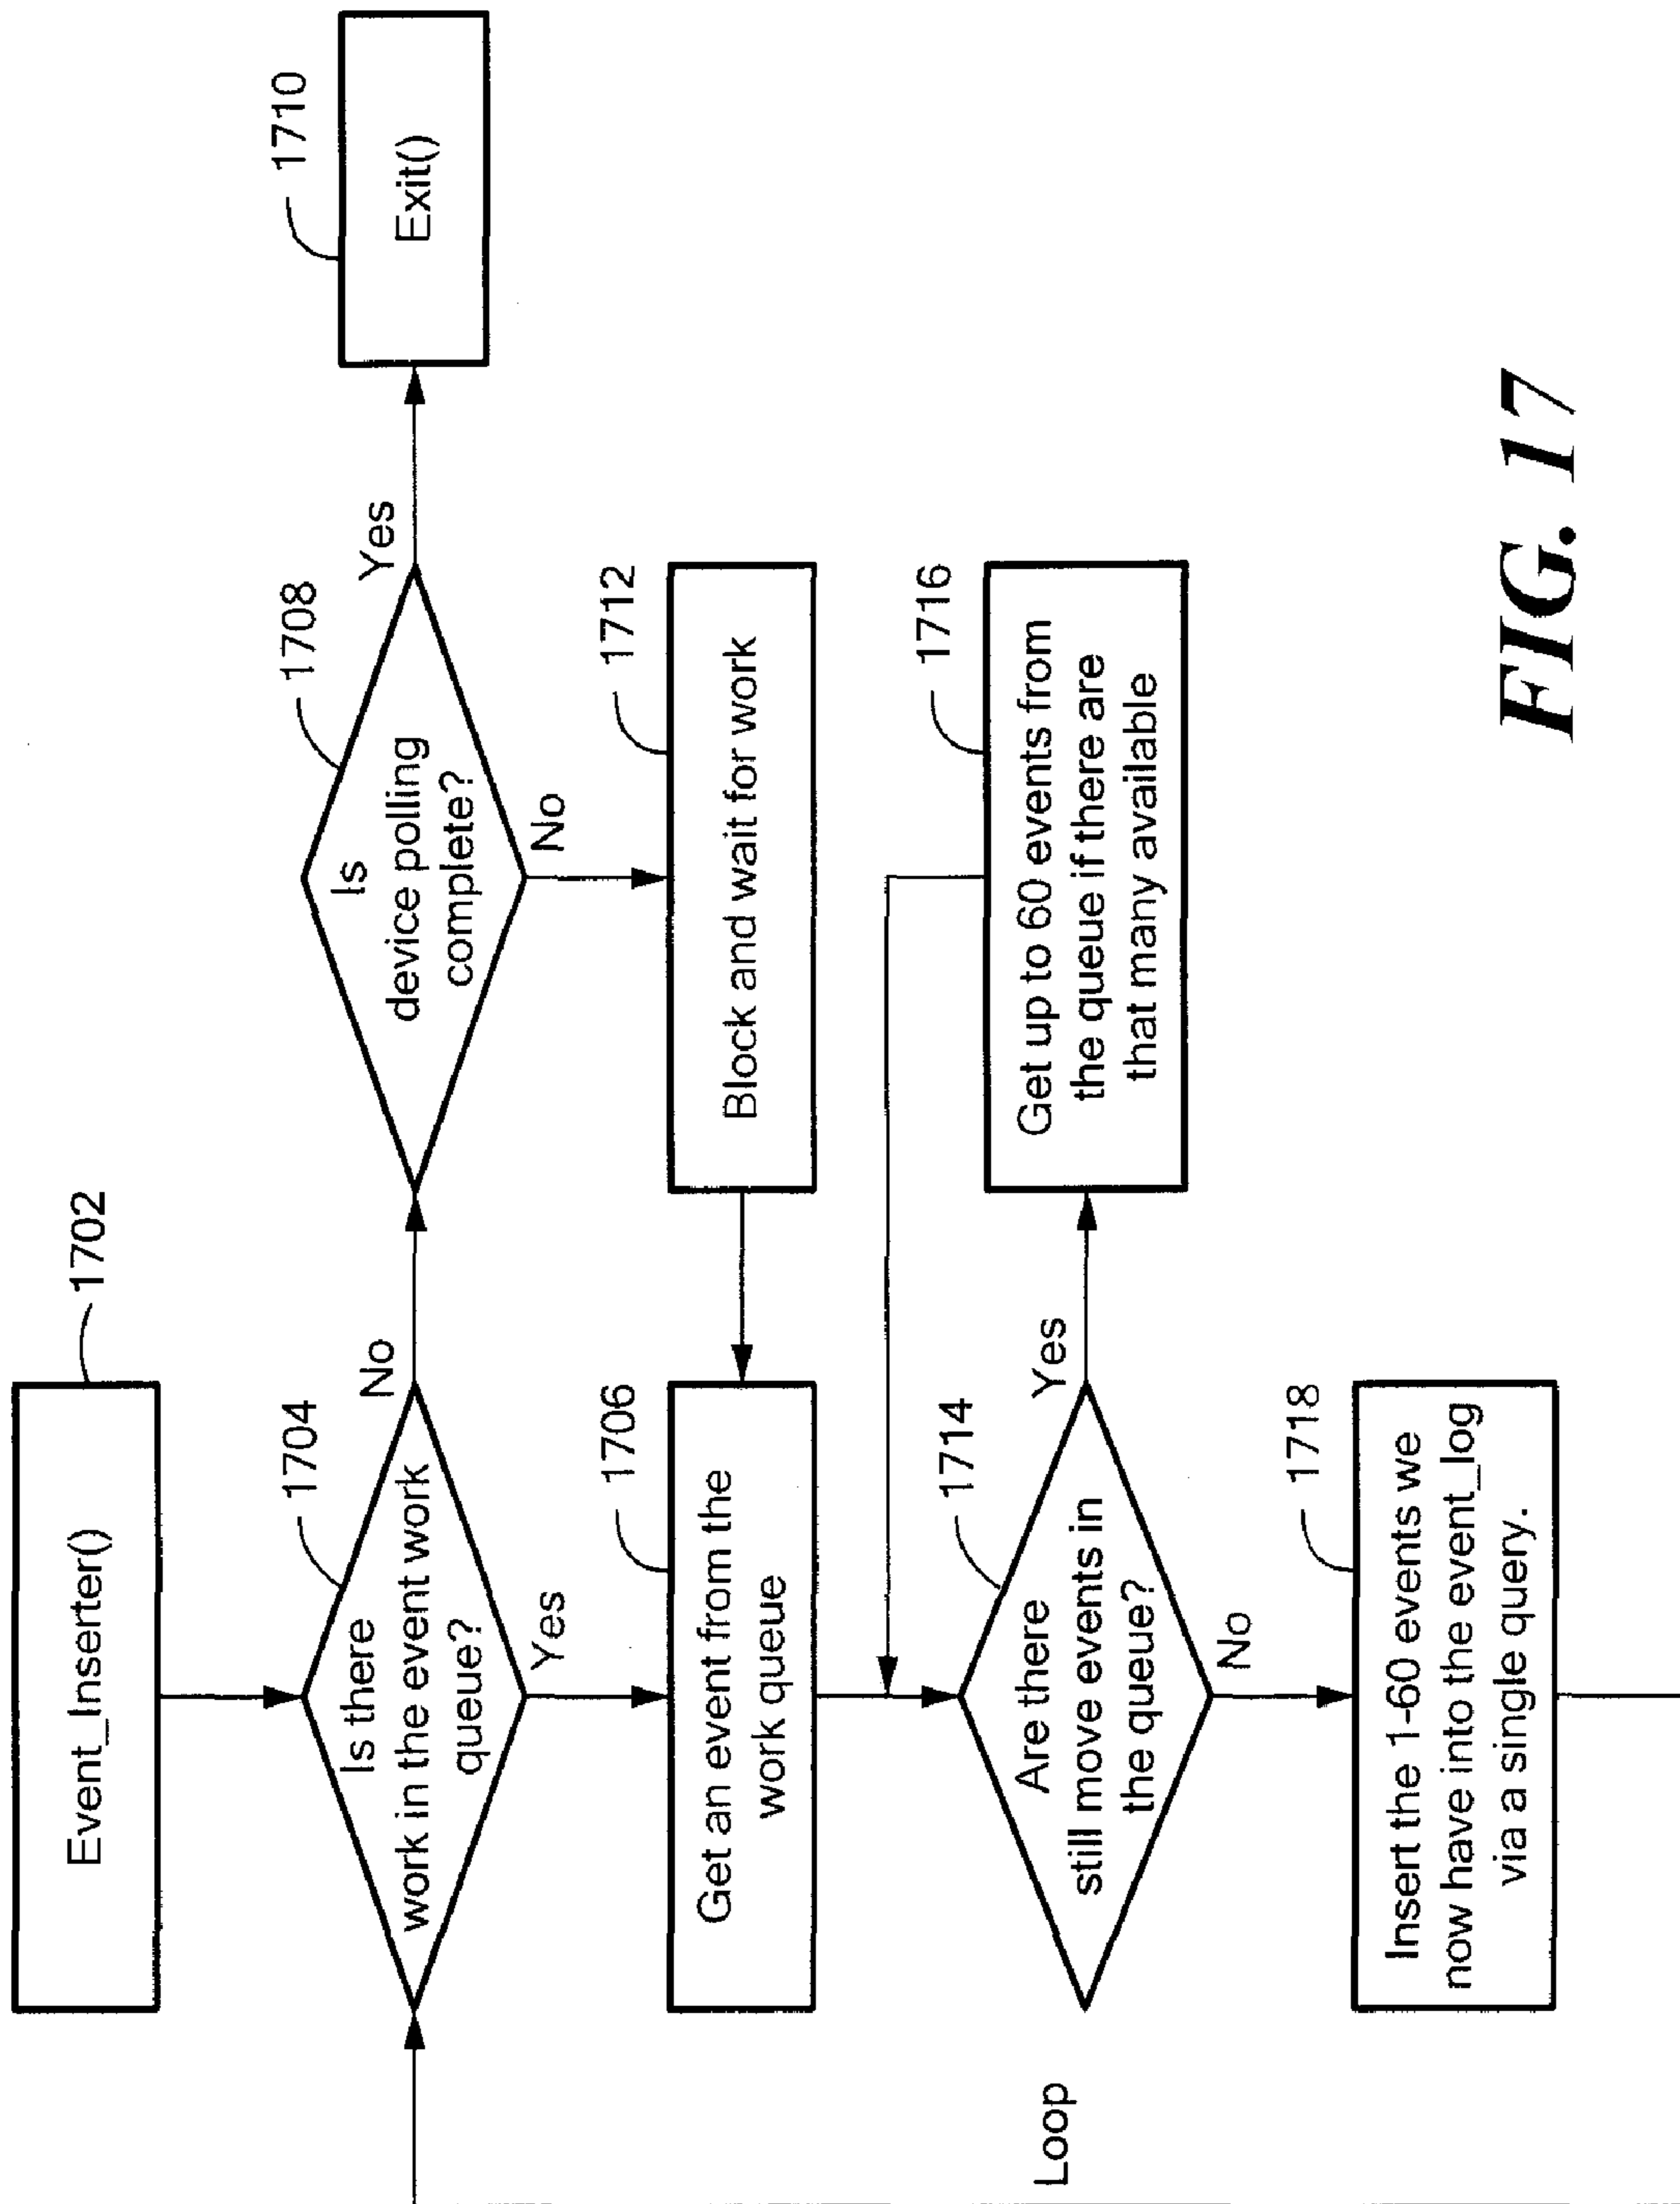 Event_Inserter()
1702
Is there
work in the event work
queue?
1704
No
Yes
Is
device polling
complete?
1708
Yes
No
Exit()
1710
Get an event from the
work queue
1706
Block and wait for work
1712
Loop
Are there
still move events in
the queue?
1714
Yes
No
Get up to 60 events from
the queue if there are
that many available
1716
Insert the 1-60 events we
now have into the event_log
via a single query.
1718
FIG. 17